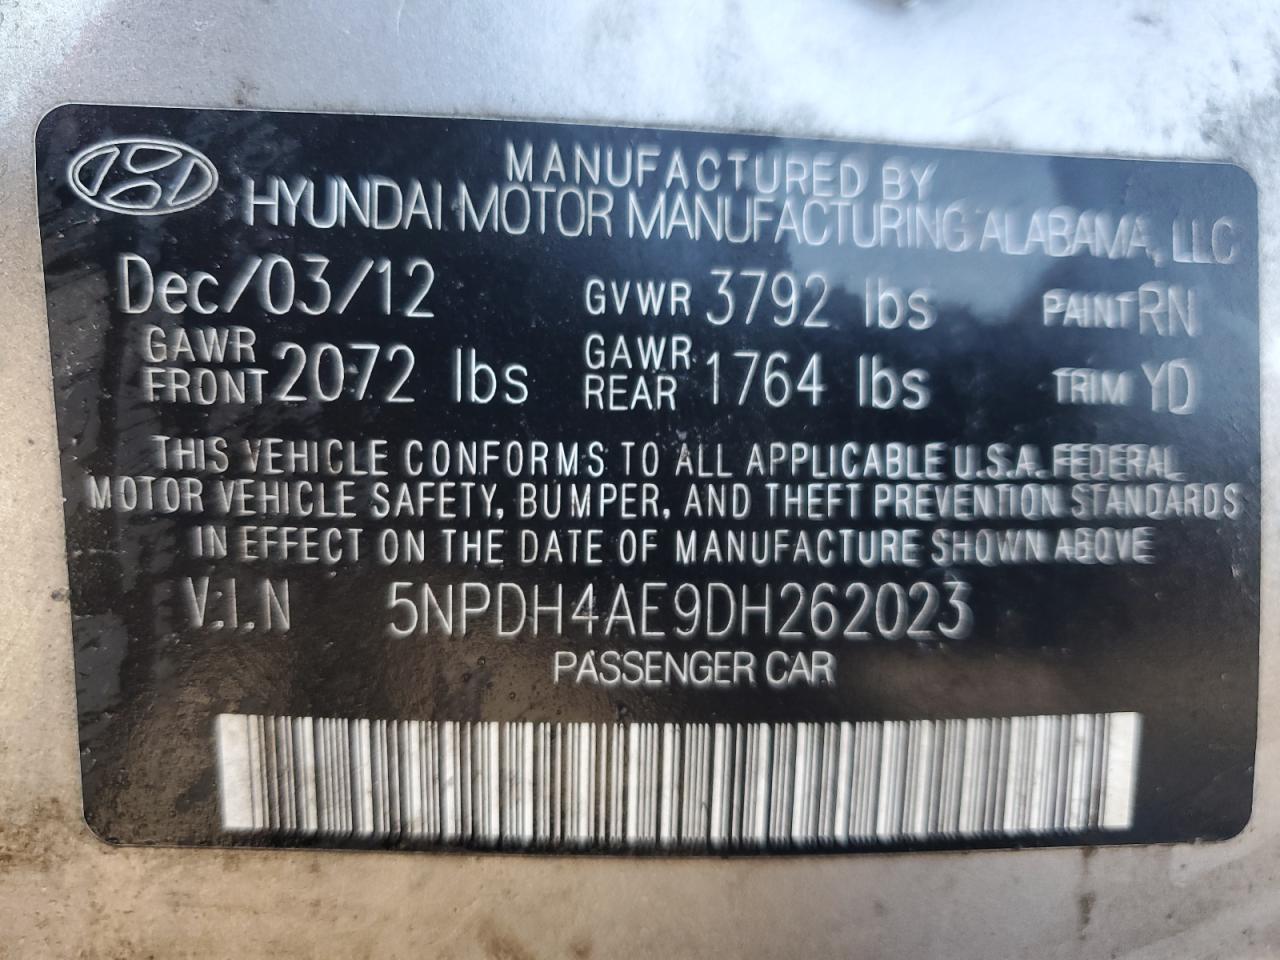 MANUFACTURED BY
HYUNDAI MOTOR MANUFACTURING ALABAMA, LLC
Dec/03/12 GVWR 3792 lbs PAINT RN
GAWR FRONT 2072 lbs GAWR REAR 1764 lbs TRIM YD
THIS VEHICLE CONFORMS TO ALL APPLICABLE U.S.A. FEDERAL
MOTOR VEHICLE SAFETY, BUMPER, AND THEFT PREVENTION STANDARDS
IN EFFECT ON THE DATE OF MANUFACTURE SHOWN ABOVE
V.I.N 5NPDH4AE9DH262023
PASSENGER CAR